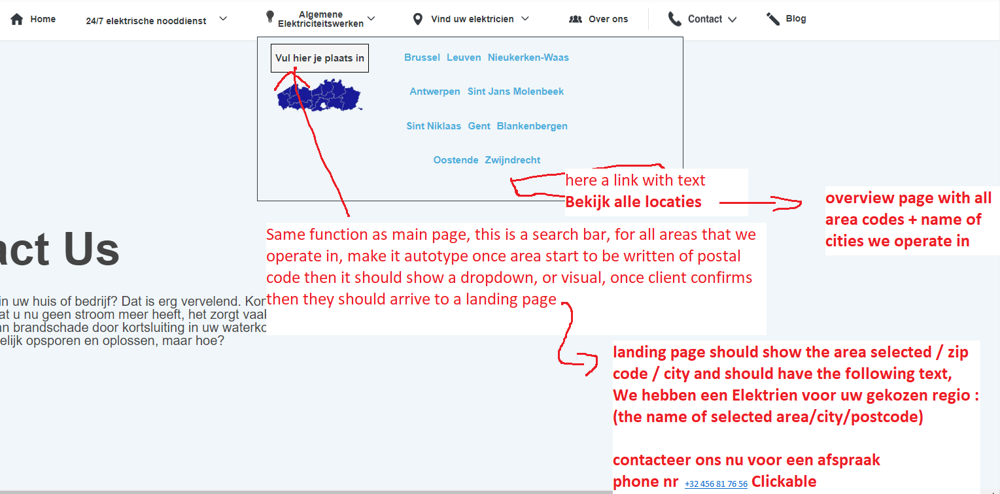 Home
24/7 elektrische nooddienst
Algemene
Elektriciteitswerken
Vind uw elektricien
Over ons
Contact
Blog
Vul hier je plaats in
Brussel Leuven Nieukerken-Waas
Antwerpen Sint Jans Molenbeek
Sint Niklaas Gent Blankenbergen
Oostende Zwijndrecht
here a link with text
Bekijk alle locaties
overview page with all
area codes + name of
cities we operate in
act Us
Same function as main page, this is a search bar, for all areas that we
operate in, make it autotype once area start to be written of postal
code then it should show a dropdown, or visual, once client confirms
then they should arrive to a landing page
in uw huis of bedrijf? Dat is erg vervelend. Kor
at u nu geen stroom meer heeft, het zorgt vaal
an brandschade door kortsluiting in uw waterko
elijk opsporen en oplossen, maar hoe?
landing page should show the area selected / zip
code / city and should have the following text,
We hebben een Elektrien voor uw gekozen regio :
(the name of selected area/city/postcode)
contacteer ons nu voor een afspraak
phone nr +32 456 81 76 56 Clickable